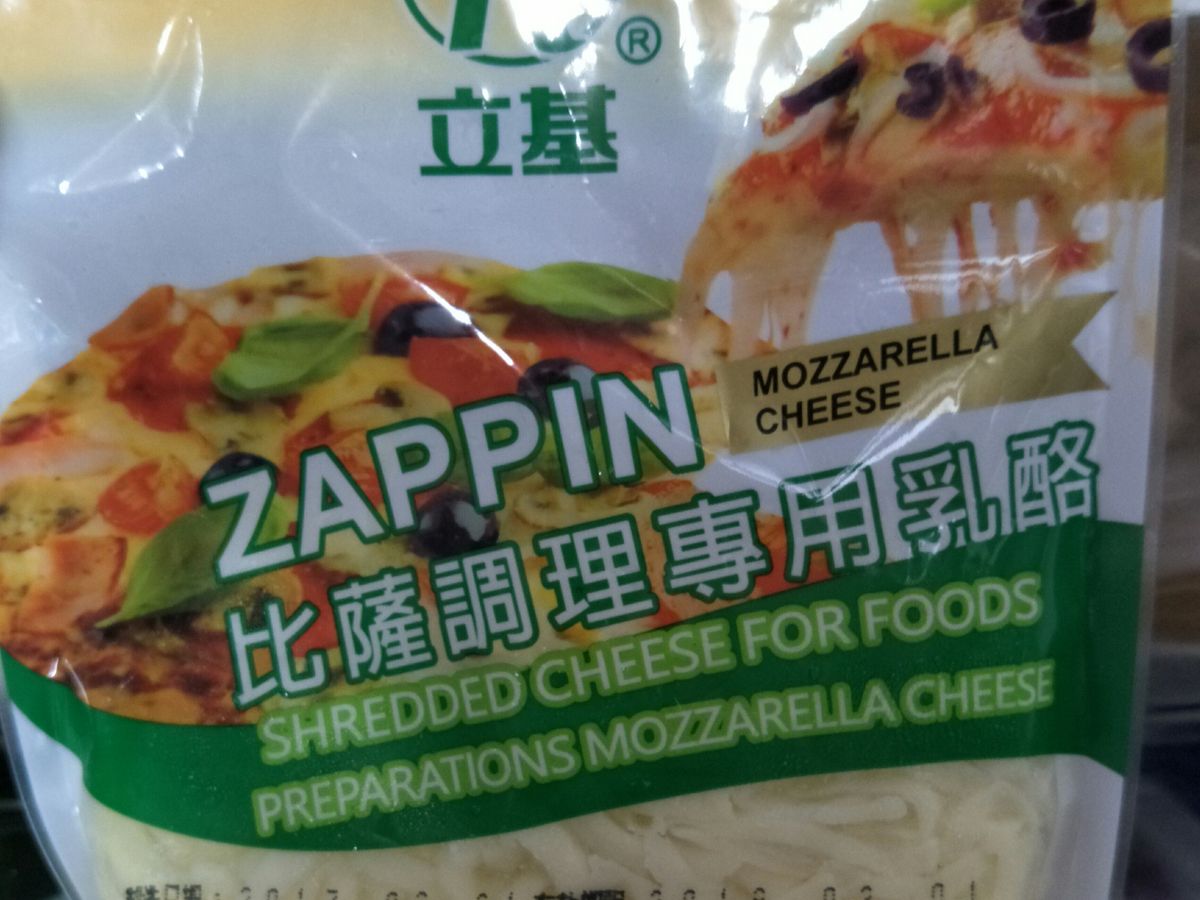 ®
立基
MOZZARELLA
CHEESE
ZAPPIN
比薩調理專用乳酪
SHREDDED CHEESE FOR FOODS
PREPARATIONS MOZZARELLA CHEESE